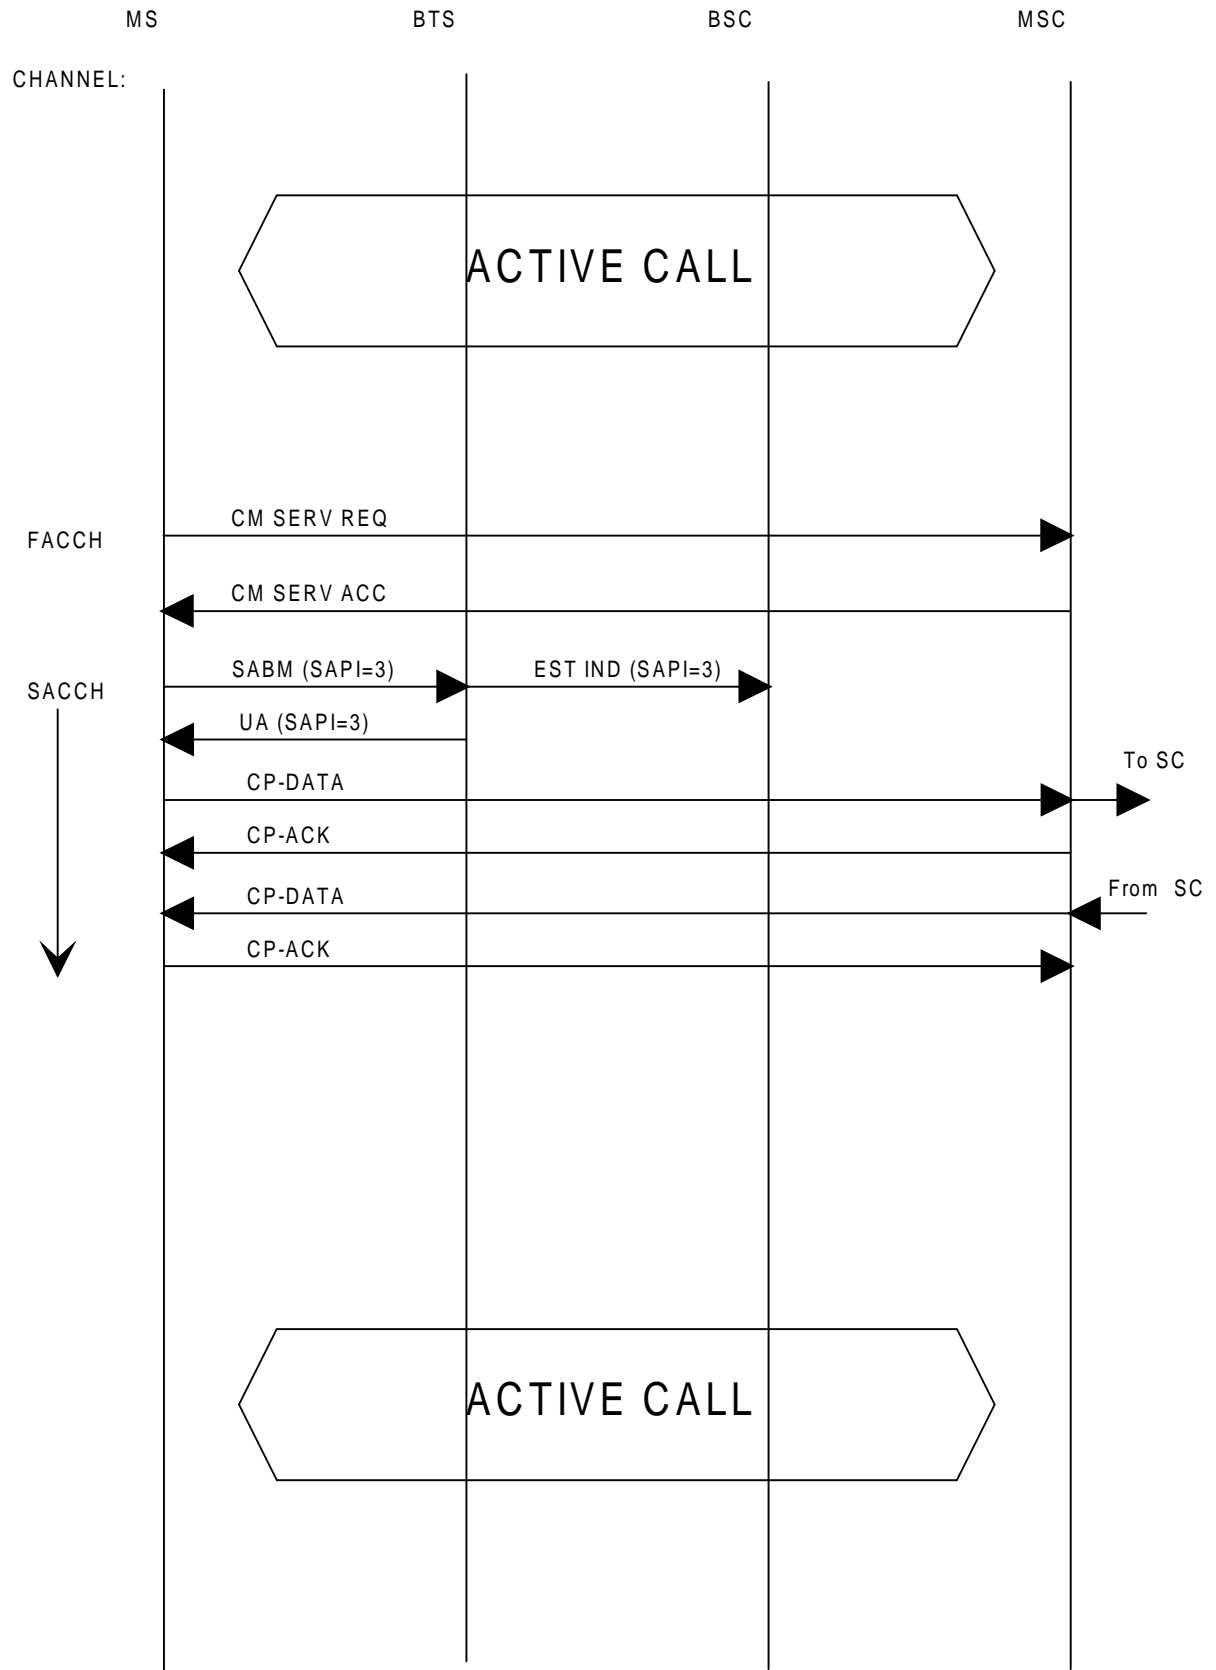 MS BTS BSC MSC
CHANNEL:
ACTIVE CALL
CM SERV REQ
FACCH
CM SERV ACC
SABM (SAPI=3) EST IND (SAPI=3)
SACCH
UA (SAPI=3)
To SC
CP-DATA
CP-ACK
From SC
CP-DATA
CP-ACK
ACTIVE CALL